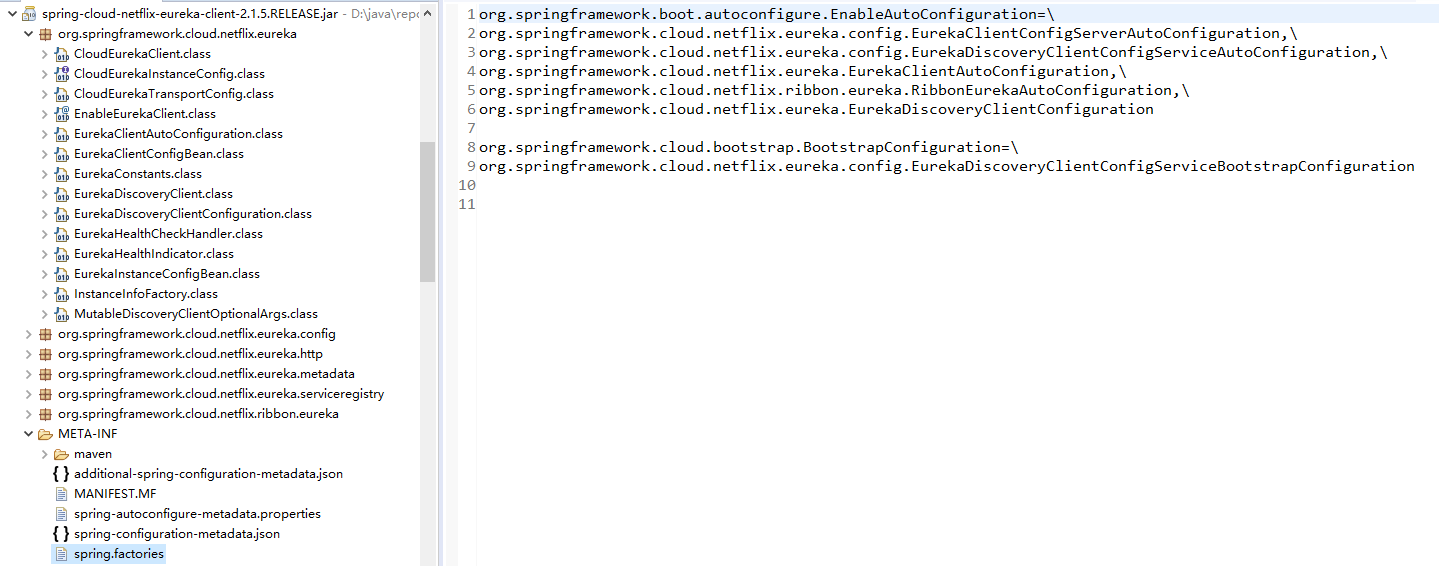 spring-cloud-netflix-eureka-client-2.1.5.RELEASE.jar - D:\java\repo
org.springframework.cloud.netflix.eureka
CloudEurekaClient.class
CloudEurekaInstanceConfig.class
CloudEurekaTransportConfig.class
EnableEurekaClient.class
EurekaClientAutoConfiguration.class
EurekaClientConfigBean.class
EurekaConstants.class
EurekaDiscoveryClient.class
EurekaDiscoveryClientConfiguration.class
EurekaHealthCheckHandler.class
EurekaHealthIndicator.class
EurekaInstanceConfigBean.class
InstanceInfoFactory.class
MutableDiscoveryClientOptionalArgs.class
org.springframework.cloud.netflix.eureka.config
org.springframework.cloud.netflix.eureka.http
org.springframework.cloud.netflix.eureka.metadata
org.springframework.cloud.netflix.eureka.serviceregistry
org.springframework.cloud.netflix.ribbon.eureka
META-INF
maven
additional-spring-configuration-metadata.json
MANIFEST.MF
spring-autoconfigure-metadata.properties
spring-configuration-metadata.json
spring.factories
1 org.springframework.boot.autoconfigure.EnableAutoConfiguration=\
2 org.springframework.cloud.netflix.eureka.config.EurekaClientConfigServerAutoConfiguration,\
3 org.springframework.cloud.netflix.eureka.config.EurekaDiscoveryClientConfigServiceAutoConfiguration,\
4 org.springframework.cloud.netflix.eureka.EurekaClientAutoConfiguration,\
5 org.springframework.cloud.netflix.ribbon.eureka.RibbonEurekaAutoConfiguration,\
6 org.springframework.cloud.netflix.eureka.EurekaDiscoveryClientConfiguration
7
8 org.springframework.cloud.bootstrap.BootstrapConfiguration=\
9 org.springframework.cloud.netflix.eureka.config.EurekaDiscoveryClientConfigServiceBootstrapConfiguration
10
11